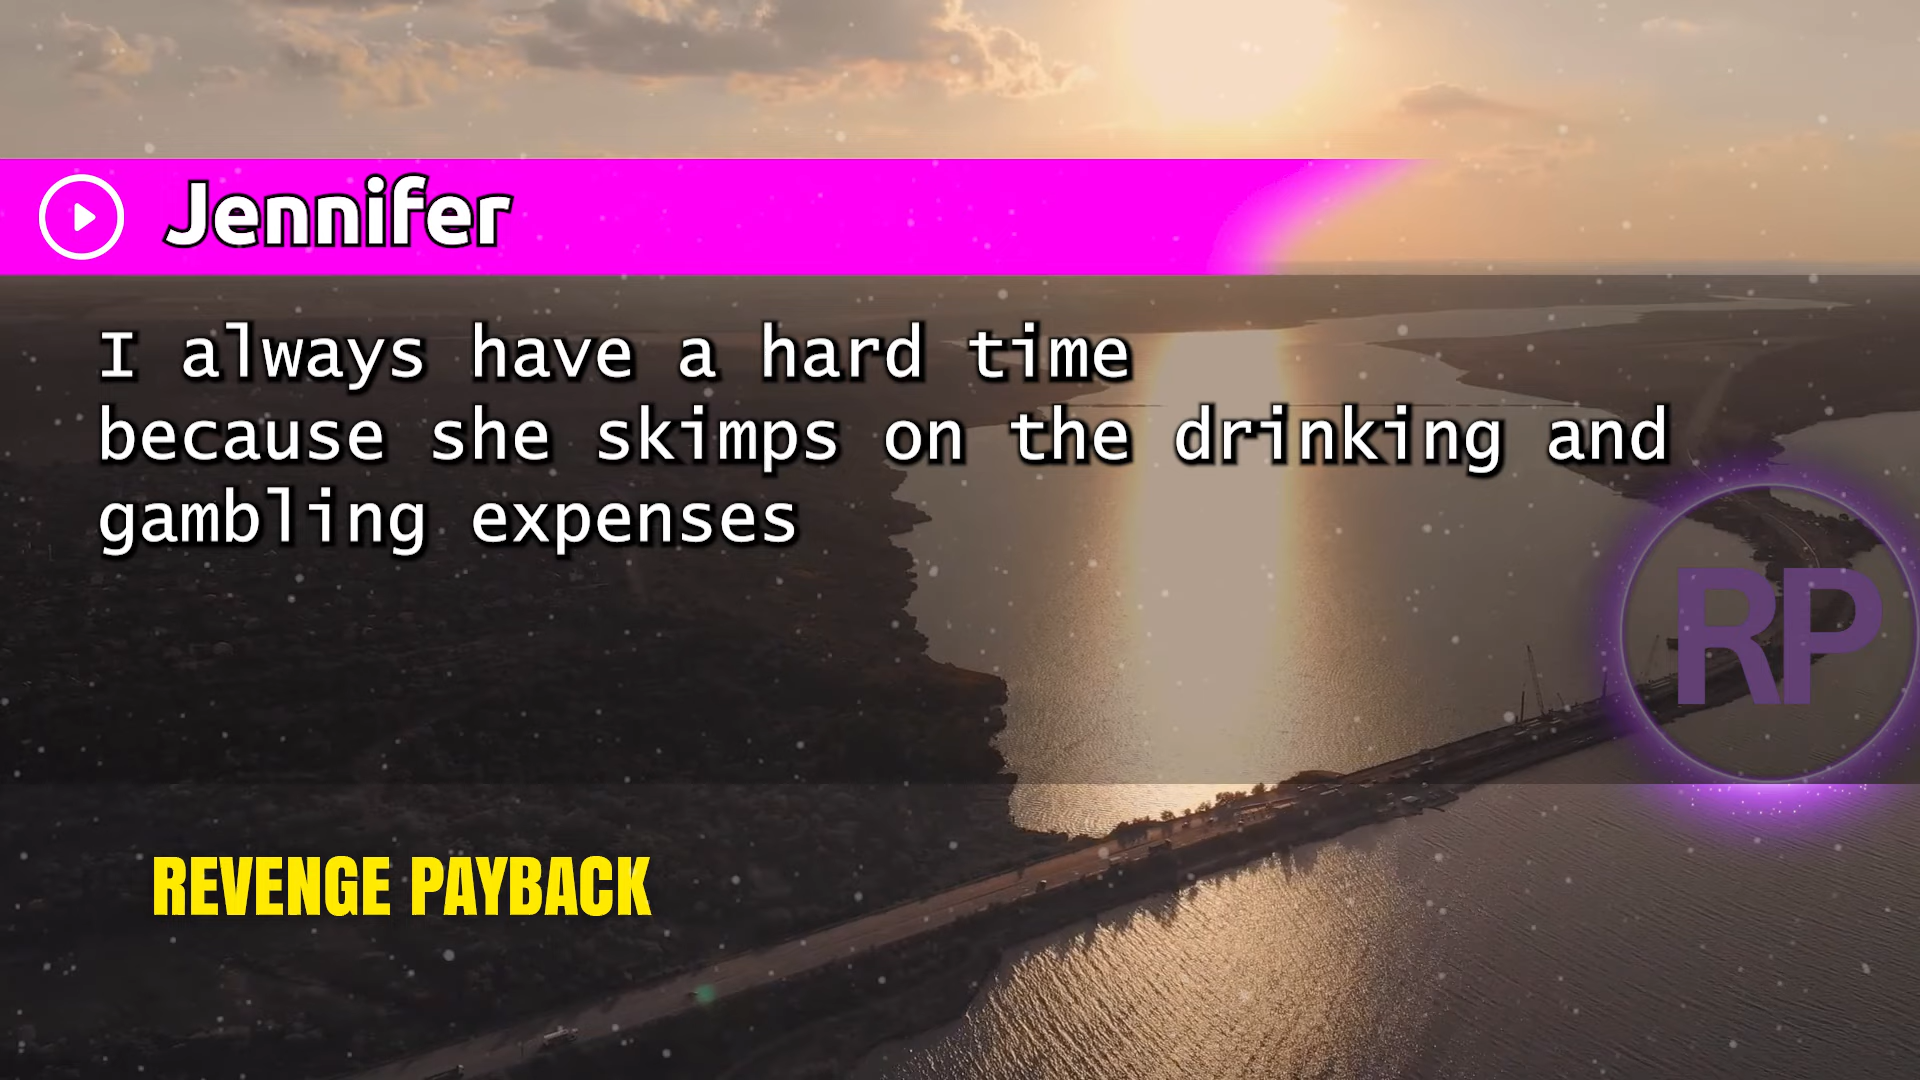 Jennifer
I always have a hard time
because she skimps on the drinking and
gambling expenses
RP
REVENGE PAYBACK